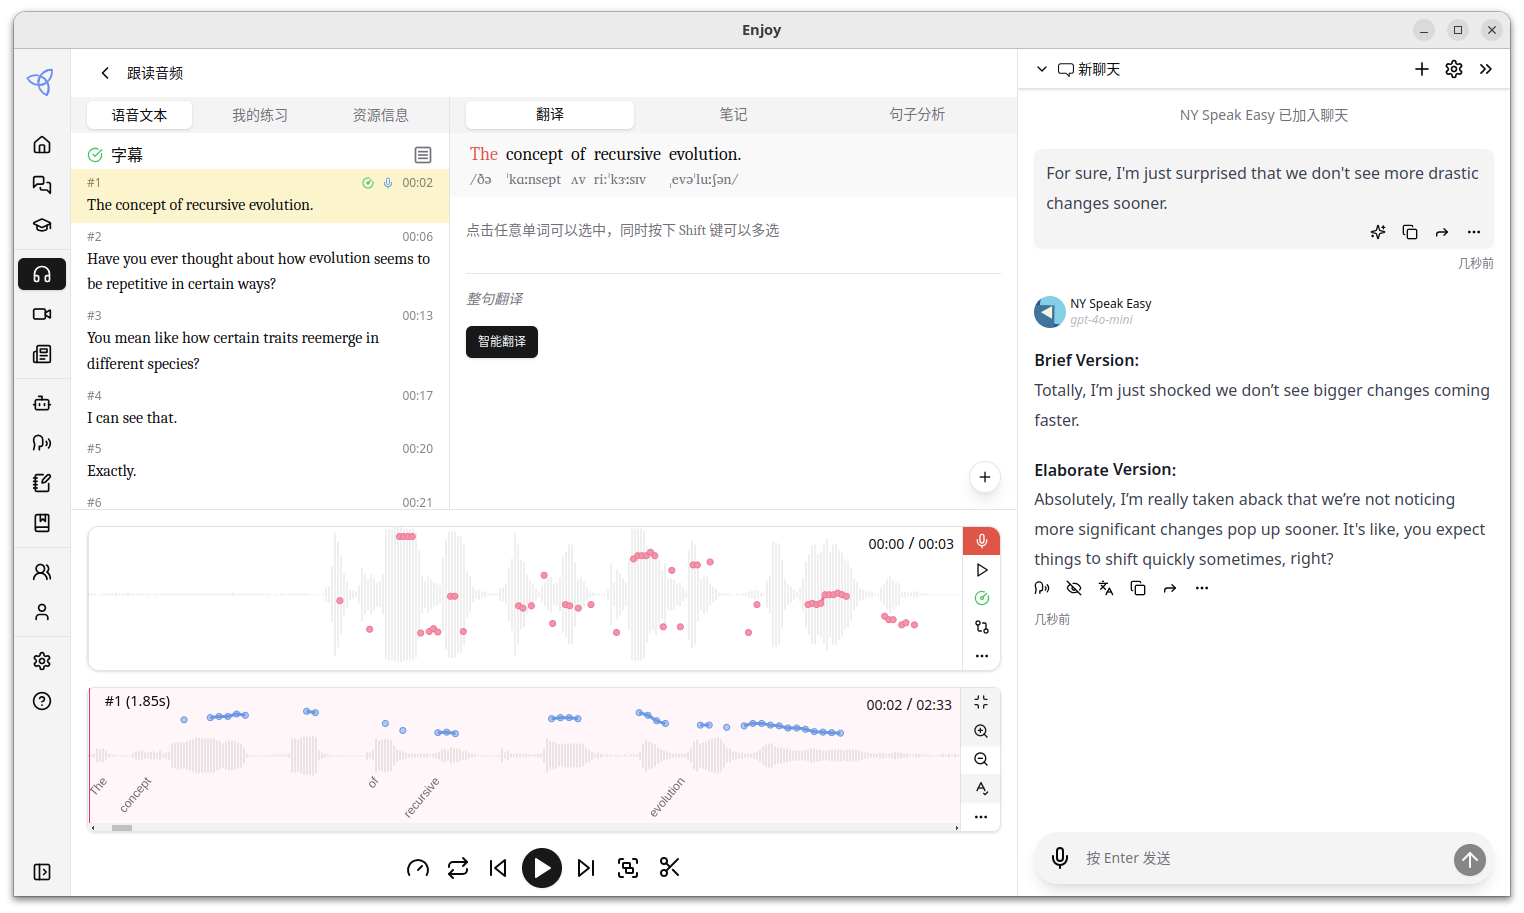 Enjoy
跟读音频
语音文本
我的练习
资源信息
字幕
#1
00:02
The concept of recursive evolution.
#2
00:06
Have you ever thought about how evolution seems to
be repetitive in certain ways?
#3
00:13
You mean like how certain traits reemerge in
different species?
#4
00:17
I can see that.
#5
00:20
Exactly.
#6
00:21
翻译
笔记
句子分析
The concept of recursive evolution.
/ðə ˈkɑːnsept ʌv riːˈkɜːsɪv ˌevəˈluːʃən/
点击任意单词可以选中，同时按下 Shift 键可以多选
整句翻译
智能翻译
00:00 / 00:03
#1 (1.85s)
00:02 / 02:33
The
concept
of
recursive
evolution
新聊天
NY Speak Easy 已加入聊天
For sure, I'm just surprised that we don't see more drastic
changes sooner.
几秒前
NY Speak Easy
gpt-4o-mini
Brief Version:
Totally, I’m just shocked we don’t see bigger changes coming
faster.
Elaborate Version:
Absolutely, I’m really taken aback that we’re not noticing
more significant changes pop up sooner. It's like, you expect
things to shift quickly sometimes, right?
几秒前
按 Enter 发送